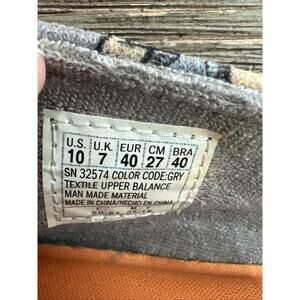 U.S. U.K. EUR CM BRA
10 7 40 27 40
SN 32574 COLOR CODE:GRY
TEXTILE UPPER BALANCE
MAN MADE MATERIAL
MADE IN CHINA/HECHO EN CHINA